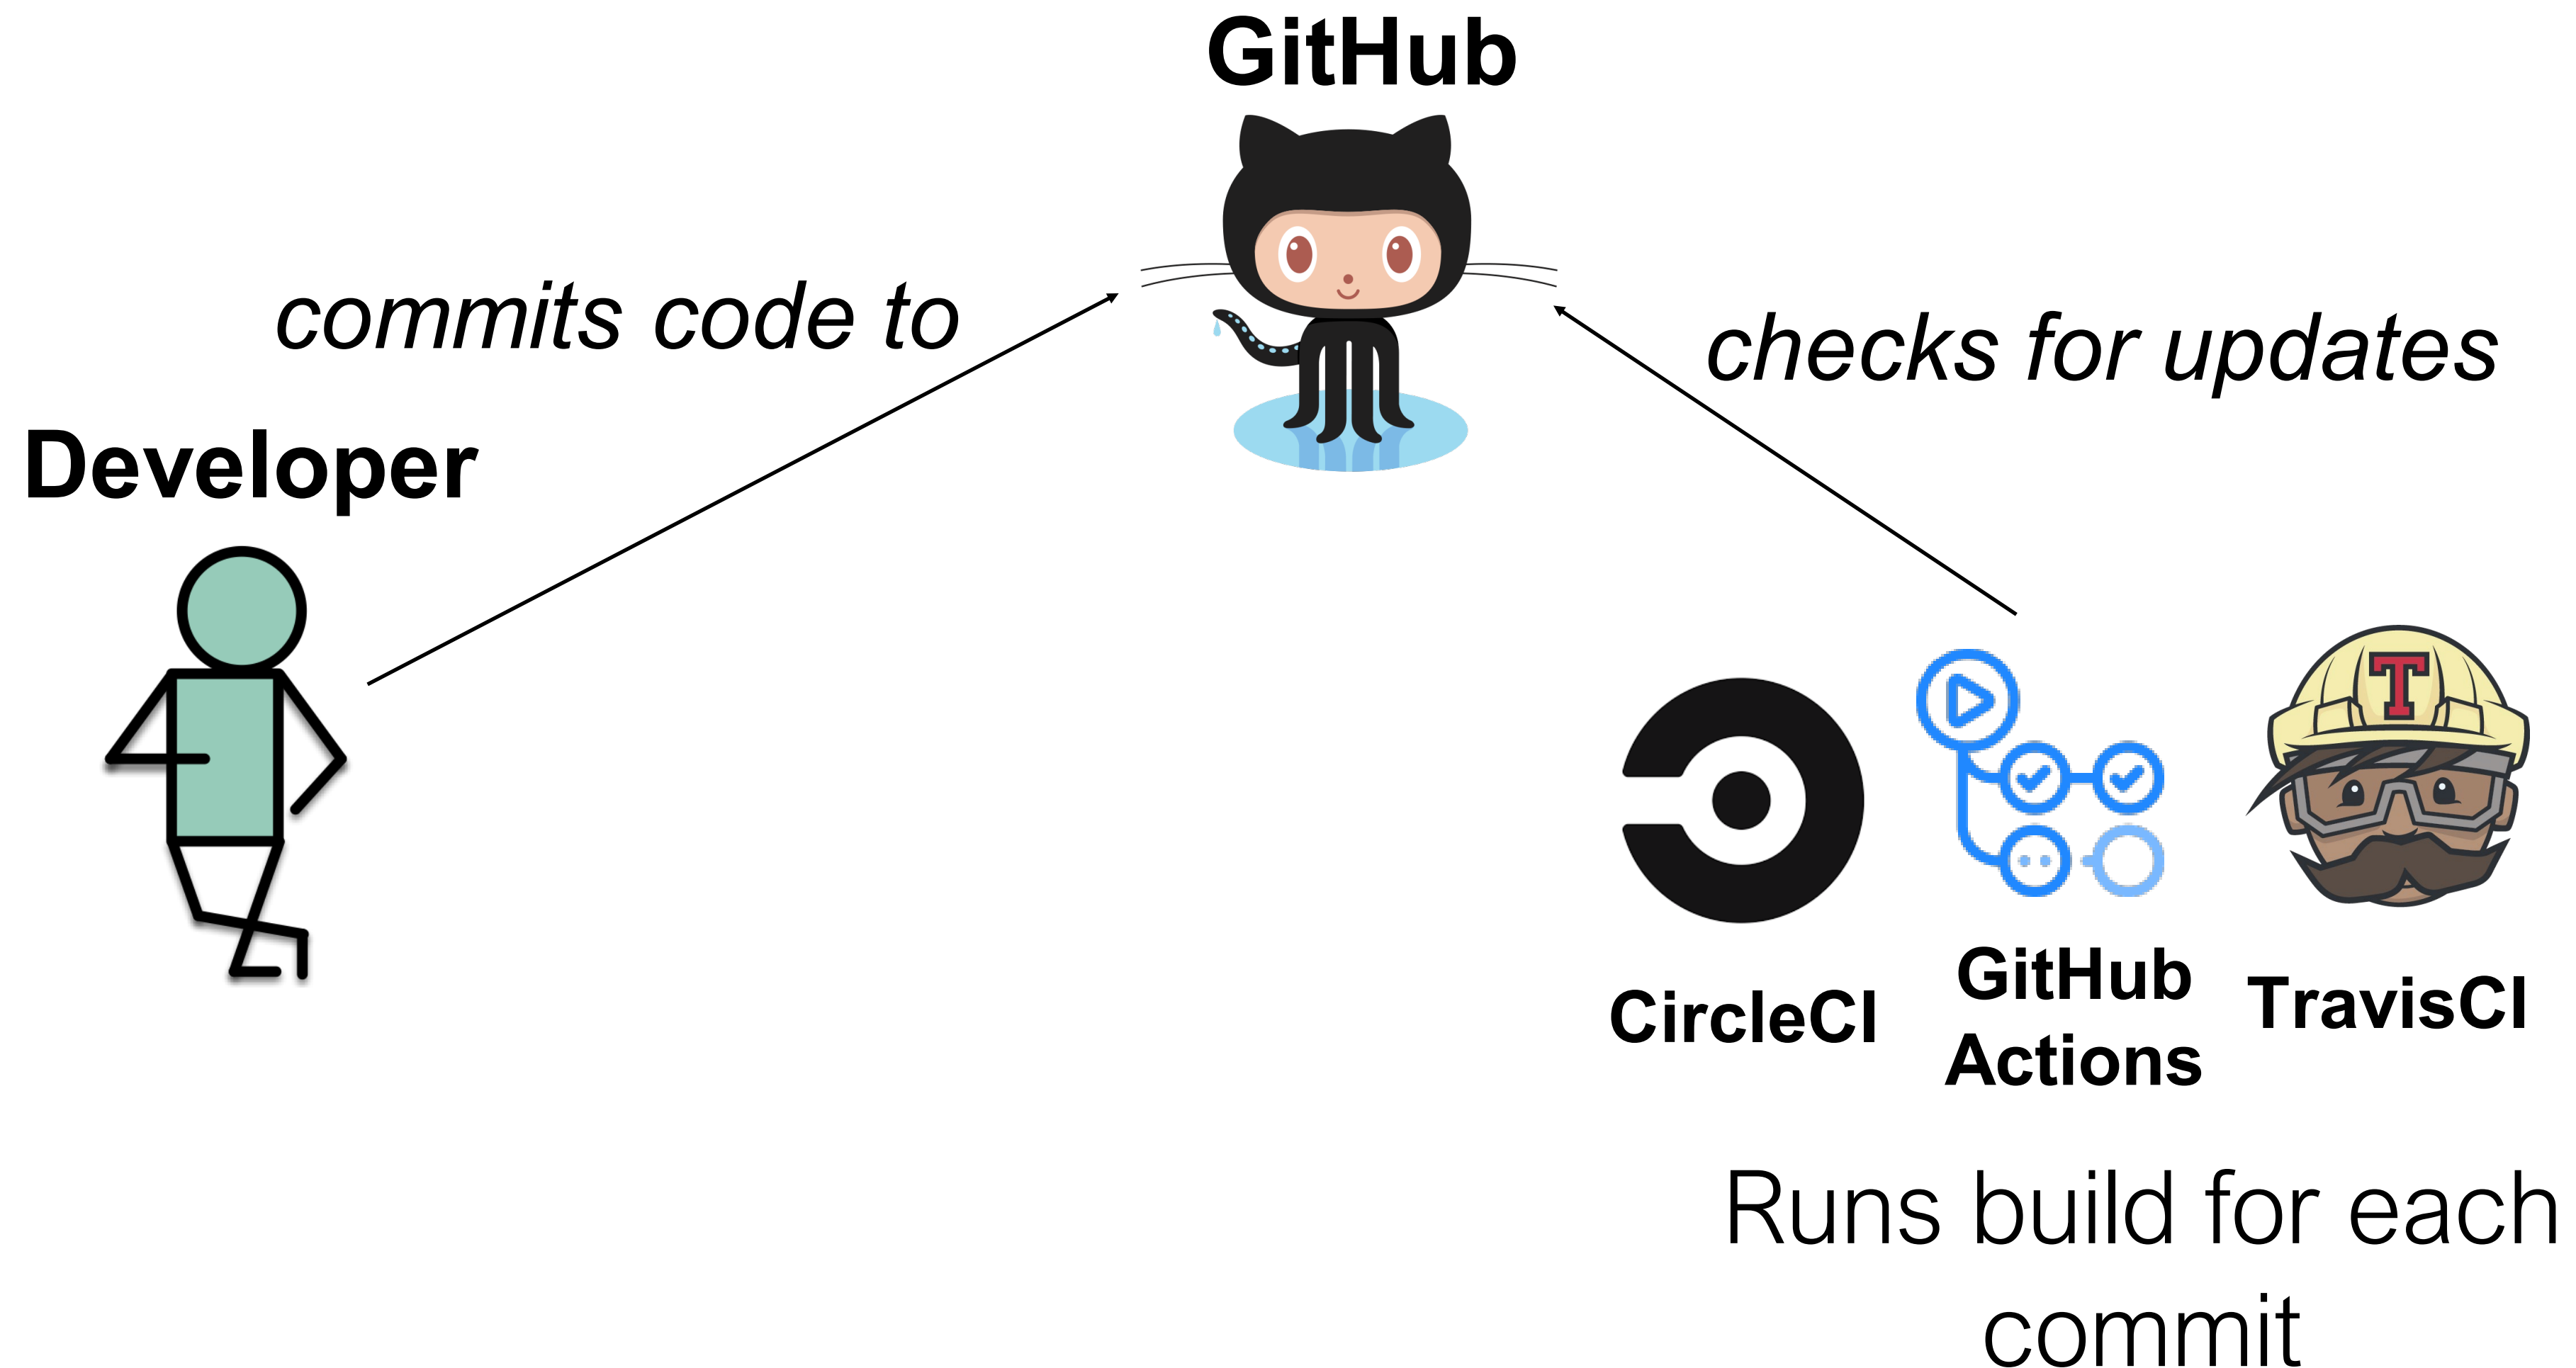 GitHub
commits code to
checks for updates
Developer
T
CircleCI
GitHub
Actions
TravisCI
Runs build for each
commit